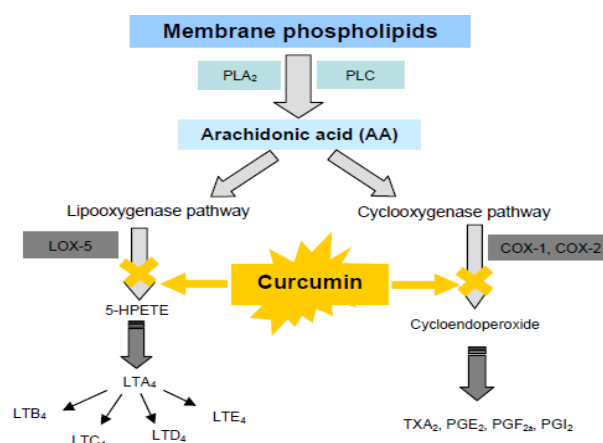 Membrane phospholipids
PLA₂ PLC
Arachidonic acid (AA)
Lipooxygenase pathway Cyclooxygenase pathway
LOX-5 COX-1, COX-2
Curcumin
5-HPETE Cycloendoperoxide
LTA₄
LTB₄ LTC₄ LTD₄ LTE₄
TXA₂, PGE₂, PGF₂ₐ, PGI₂